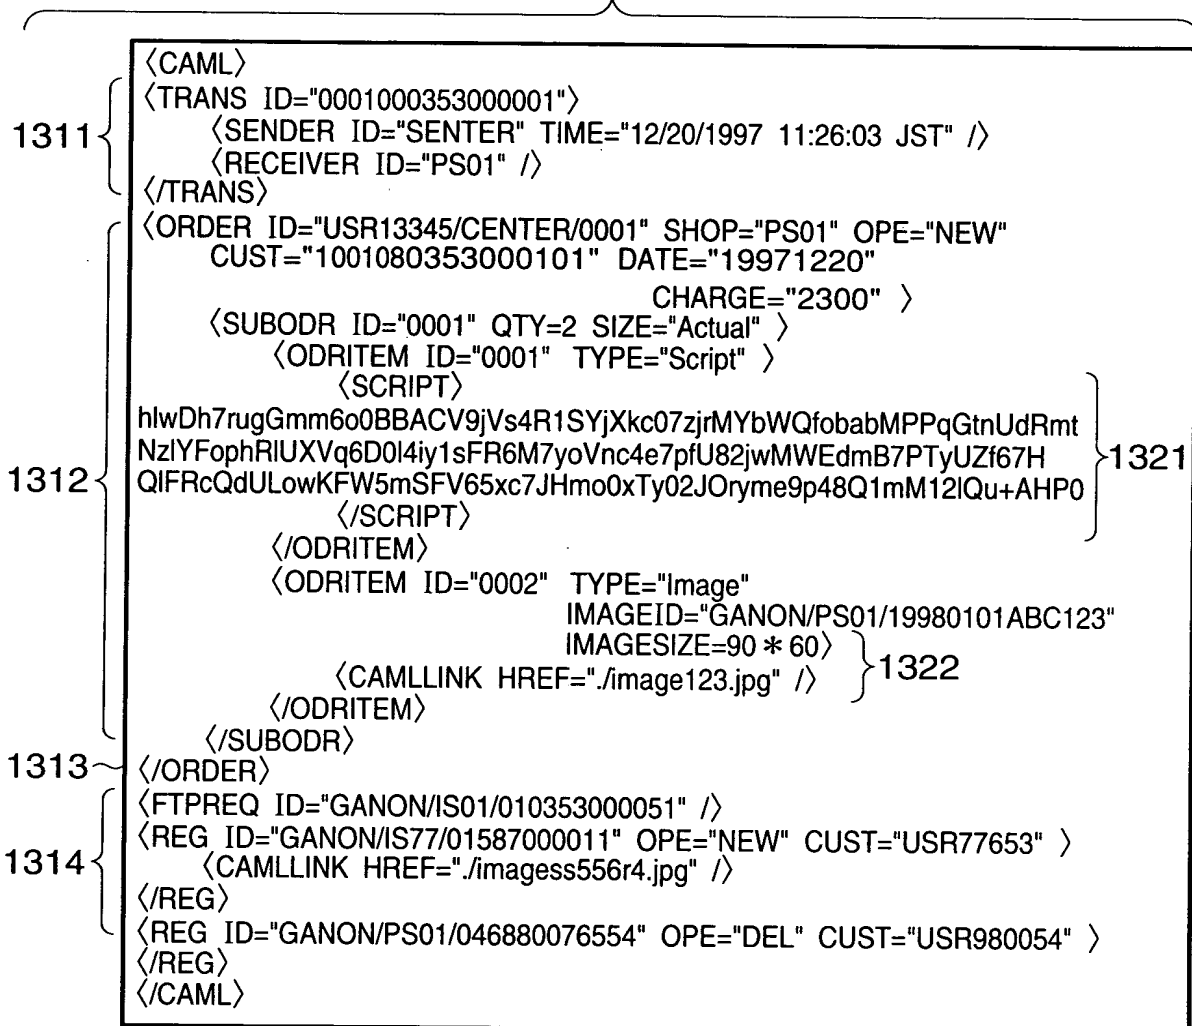 〈CAML〉
〈TRANS ID="0001000353000001"〉
〈SENDER ID="SENTER" TIME="12/20/1997 11:26:03 JST" /〉
1311
〈RECEIVER ID="PS01" /〉
〈/TRANS〉
〈ORDER ID="USR13345/CENTER/0001" SHOP="PS01" OPE="NEW"
CUST="1001080353000101" DATE="19971220"
CHARGE="2300" 〉
〈SUBODR ID="0001" QTY=2 SIZE="Actual" 〉
〈ODRITEM ID="0001" TYPE="Script" 〉
〈SCRIPT〉
hlwDh7rugGmm6o0BBACV9jVs4R1SYjXkc07zjrMYbWQfobabMPPqGtnUdRmt
NzlYFophRlUXVq6D0l4iy1sFR6M7yoVnc4e7pfU82jwMWEdmB7PTyUZf67H
1321
1312
QlFRcQdULowKFW5mSFV65xc7JHmo0xTy02JOryme9p48Q1mM12lQu+AHP0
〈/SCRIPT〉
〈/ODRITEM〉
〈ODRITEM ID="0002" TYPE="Image"
IMAGEID="GANON/PS01/19980101ABC123"
IMAGESIZE=90＊60〉
1322
〈CAMLLINK HREF="./image123.jpg" /〉
〈/ODRITEM〉
〈/SUBODR〉
1313
〈/ORDER〉
〈FTPREQ ID="GANON/IS01/010353000051" /〉
〈REG ID="GANON/IS77/01587000011" OPE="NEW" CUST="USR77653" 〉
1314
〈CAMLLINK HREF="./imagess556r4.jpg" /〉
〈/REG〉
〈REG ID="GANON/PS01/046880076554" OPE="DEL" CUST="USR980054" 〉
〈/REG〉
〈/CAML〉